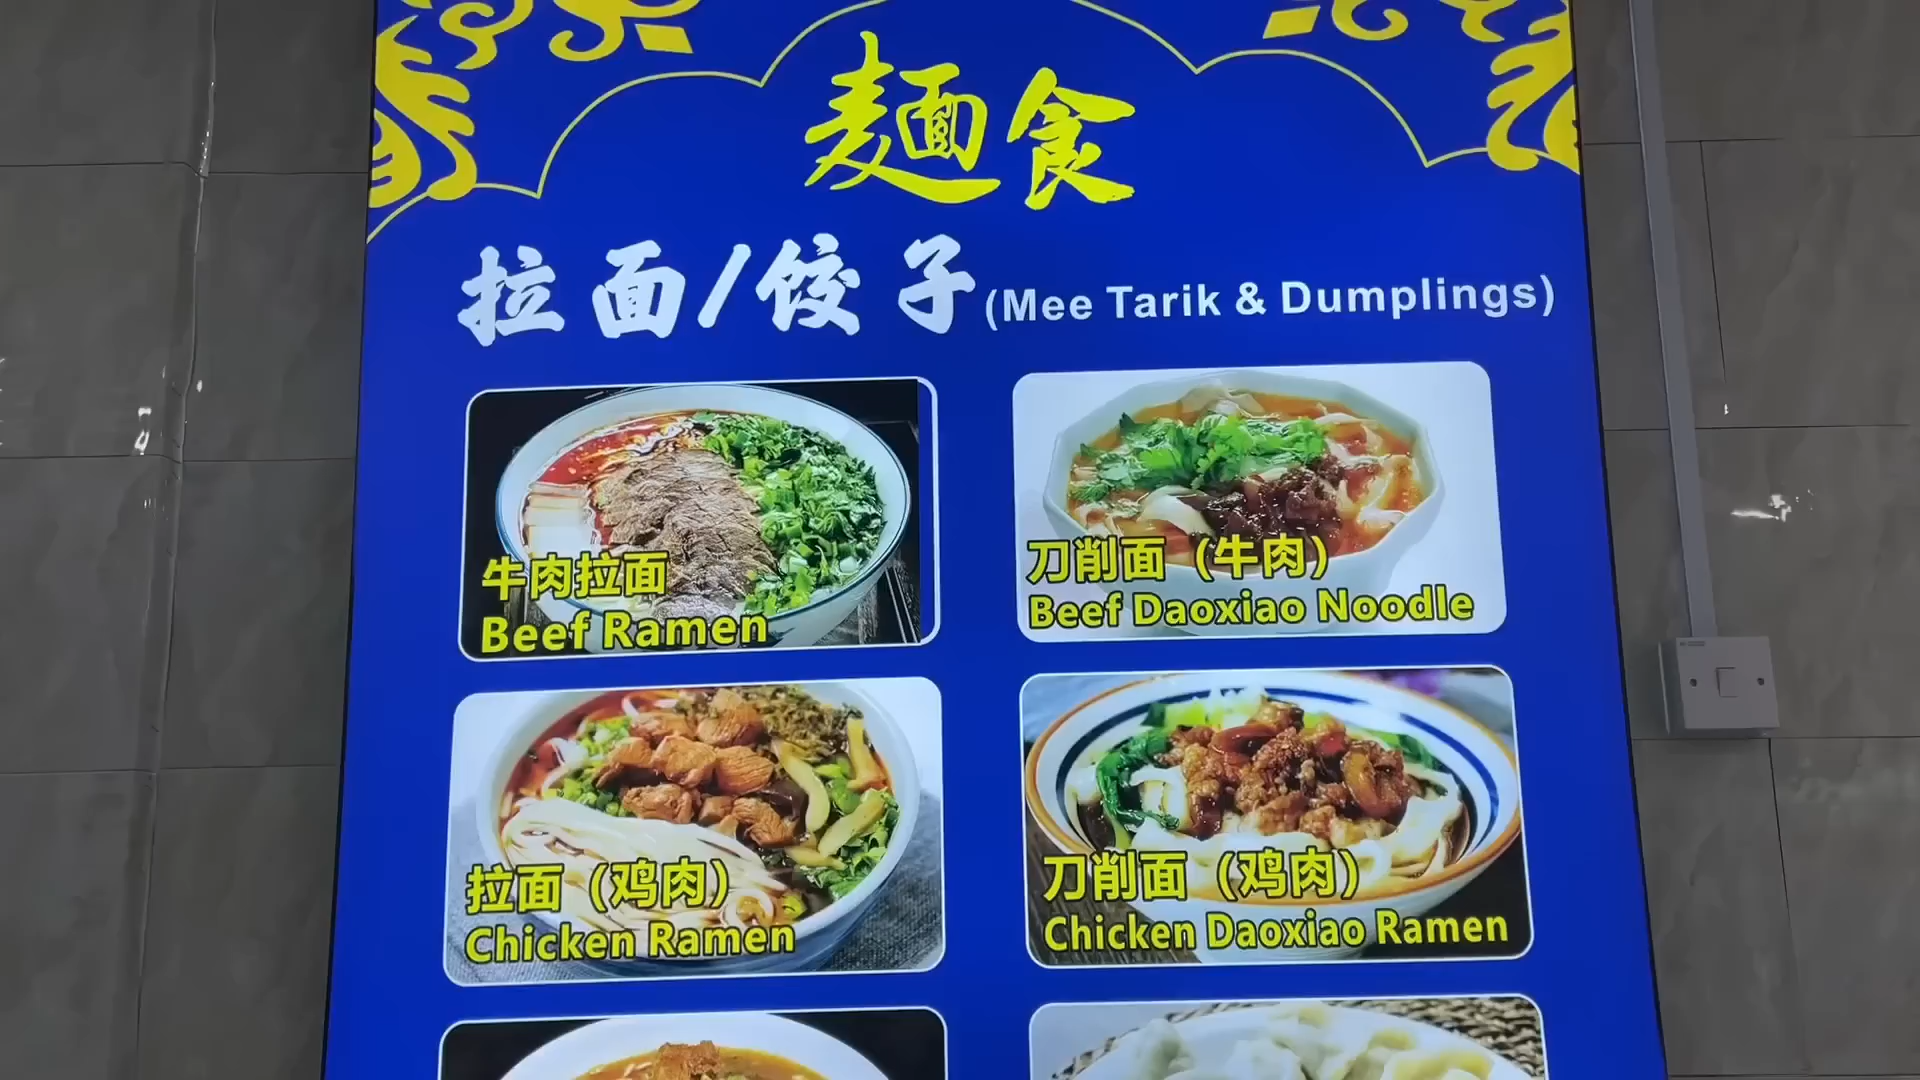 麵食
拉面/饺子(Mee Tarik & Dumplings)
牛肉拉面
Beef Ramen
刀削面（牛肉）
Beef Daoxiao Noodle
拉面（鸡肉）
Chicken Ramen
刀削面（鸡肉）
Chicken Daoxiao Ramen